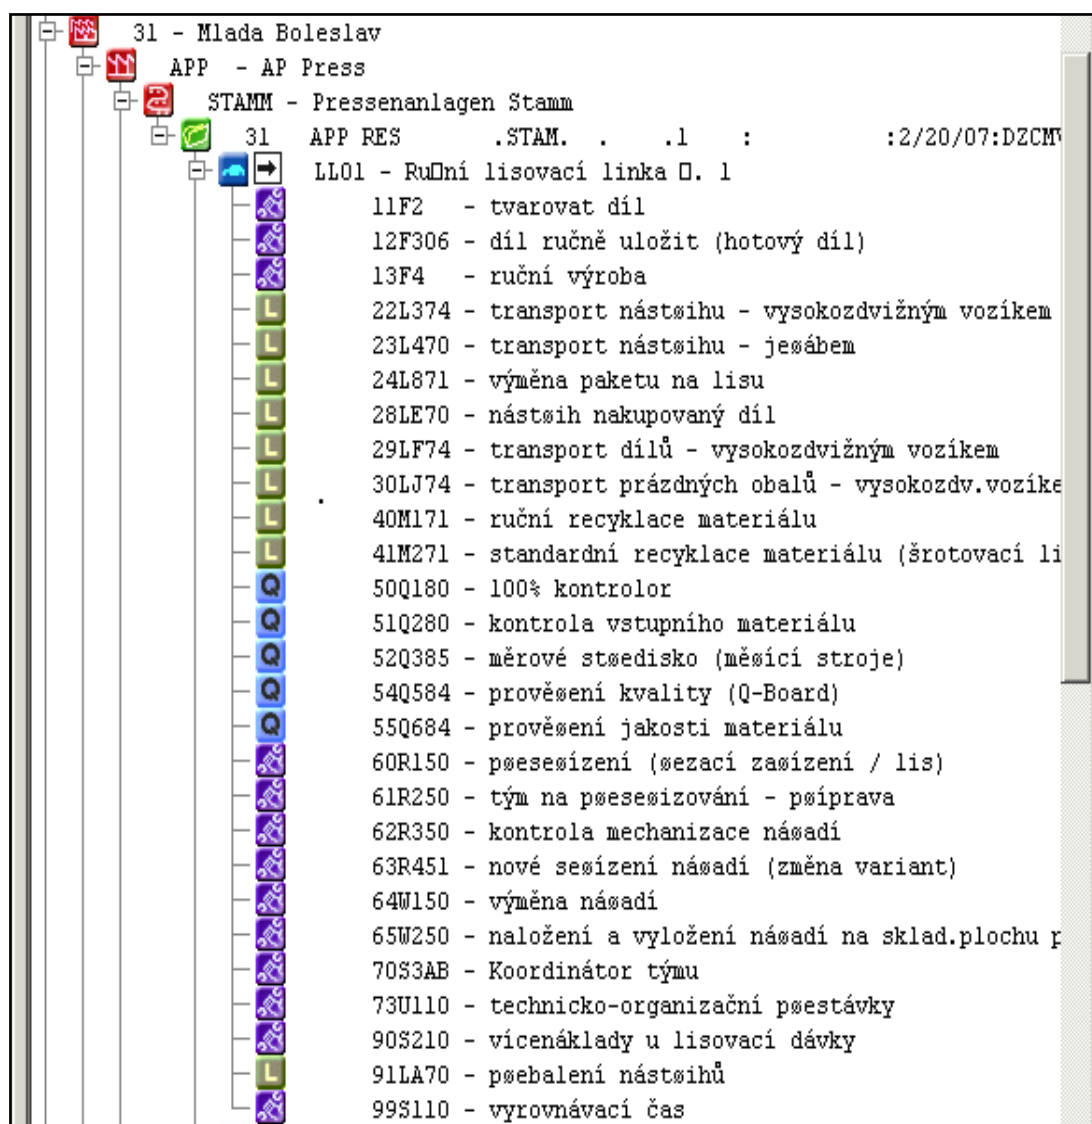 31 - Mlada Boleslav
APP - AP Press
STAMM - Pressenanlagen Stamm
31 APP RES .STAM. . .1 : :2/20/07:DZCM
LL01 - Ru▯ní lisovací linka ▯. 1
11F2 - tvarovat díl
12F306 - díl ručně uložit (hotový díl)
13F4 - ruční výroba
L 22L374 - transport nástøihu - vysokozdvižným vozíkem
L 23L470 - transport nástøihu - jeøábem
L 24L871 - výměna paketu na lisu
L 28LE70 - nástøih nakupovaný díl
L 29LF74 - transport dílů - vysokozdvižným vozíkem
L 30LJ74 - transport prázdných obalů - vysokozdv.vozíke
L 40M171 - ruční recyklace materiálu
L 41M271 - standardní recyklace materiálu (šrotovací li
Q 50Q180 - 100% kontrolor
Q 51Q280 - kontrola vstupního materiálu
Q 52Q385 - měrové støedisko (měøící stroje)
Q 54Q584 - prověøení kvality (Q-Board)
Q 55Q684 - prověøení jakosti materiálu
60R150 - pøeseøízení (øezací zaøízení / lis)
61R250 - tým na pøeseøizování - pøíprava
62R350 - kontrola mechanizace náøadí
63R451 - nové seøízení náøadí (změna variant)
64W150 - výměna náøadí
65W250 - naložení a vyložení náøadí na sklad.plochu p
70S3AB - Koordinátor týmu
73U110 - technicko-organizační pøestávky
90S210 - vícenáklady u lisovací dávky
L 91LA70 - pøebalení nástøihů
99S110 - vyrovnávací čas